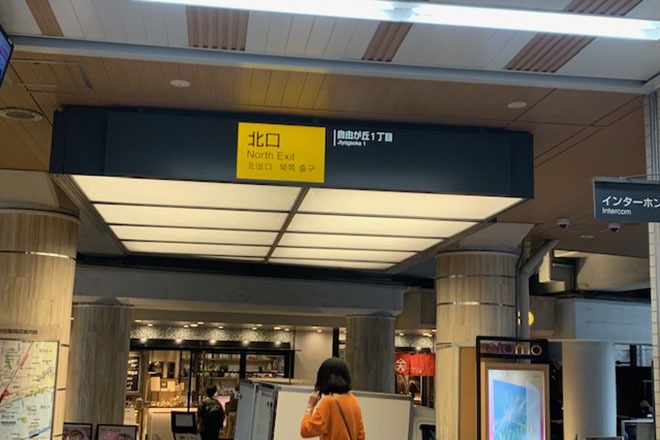 北口
North Exit
北出口 북쪽 출구
自由が丘1丁目
Jiyugaoka 1
インターホン
Intercom